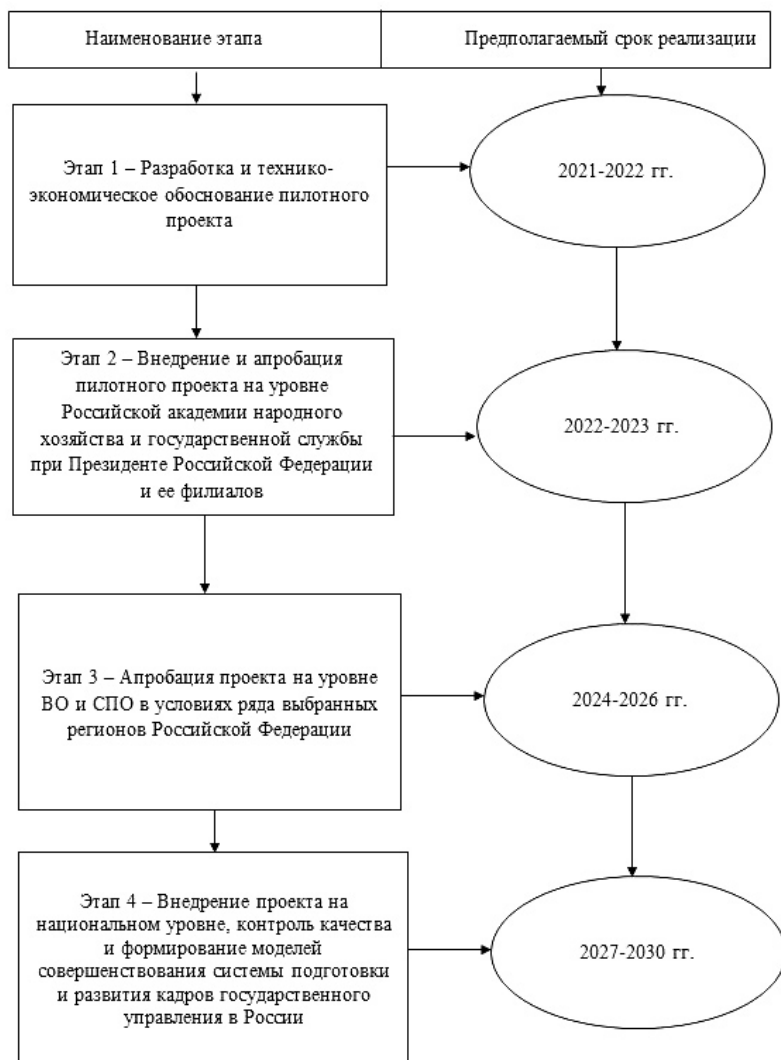 Наименование этапа
Предполагаемый срок реализации
Этап 1 – Разработка и технико-
экономическое обоснование пилотного
проекта
2021-2022 гг.
Этап 2 – Внедрение и апробация
пилотного проекта на уровне
Российской академии народного
хозяйства и государственной службы
при Президенте Российской Федерации
и ее филиалов
2022-2023 гг.
Этап 3 – Апробация проекта на уровне
ВО и СПО в условиях ряда выбранных
регионов Российской Федерации
2024-2026 гг.
Этап 4 – Внедрение проекта на
национальном уровне, контроль качества
и формирование моделей
совершенствования системы подготовки
и развития кадров государственного
управления в России
2027-2030 гг.